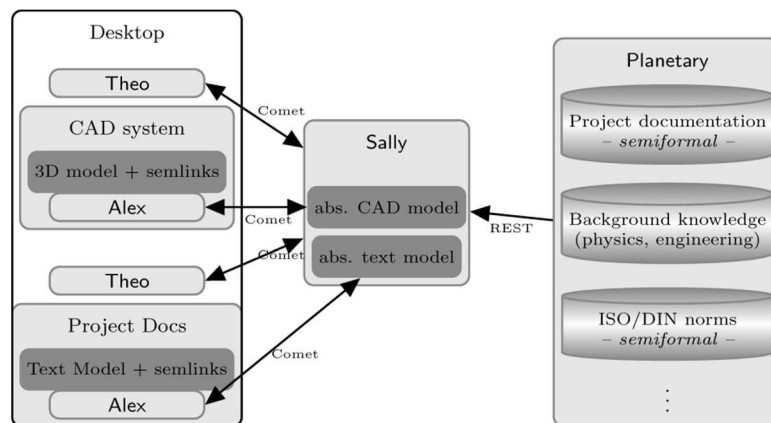 Desktop
Theo
CAD system
3D model + semlinks
Alex
Theo
Project Docs
Text Model + semlinks
Alex
Comet
Comet
Comet
Comet
Sally
abs. CAD model
abs. text model
REST
Planetary
Project documentation
– semiformal –
Background knowledge
(physics, engineering)
ISO/DIN norms
– semiformal –
⋮